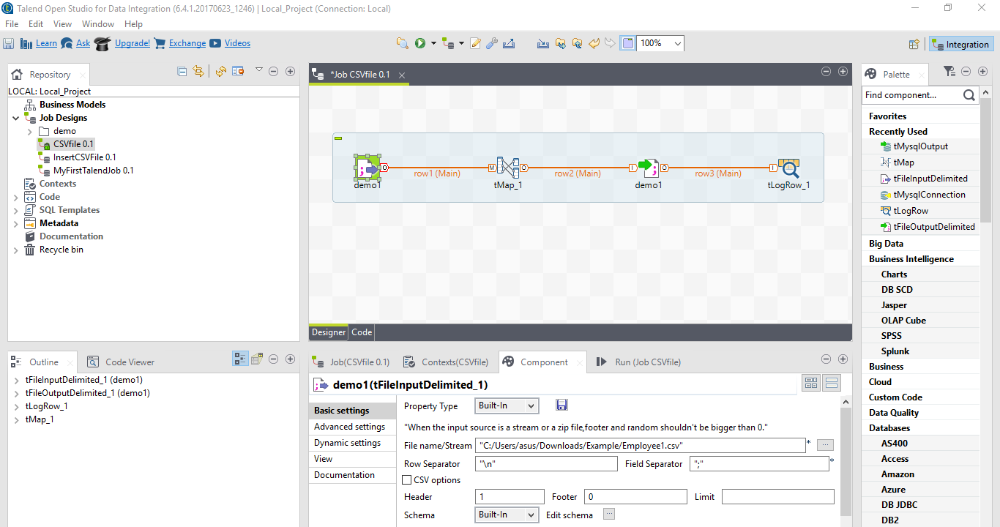 Talend Open Studio for Data Integration (6.4.1.20170623_1246) | Local_Project (Connection: Local)
File Edit View Window Help
Learn Ask Upgrade! Exchange Videos 100% Integration
Repository
LOCAL: Local_Project
Business Models
Job Designs
demo
CSVfile 0.1
InsertCSVFile 0.1
MyFirstTalendJob 0.1
Contexts
Code
SQL Templates
Metadata
Documentation
Recycle bin
*Job CSVfile 0.1
row1 (Main) row2 (Main) row3 (Main)
demo1 tMap_1 demo1 tLogRow_1
Designer Code
Palette
Find component...
Favorites
Recently Used
tMysqlOutput
tMap
tFileInputDelimited
tMysqlConnection
tLogRow
tFileOutputDelimited
Big Data
Business Intelligence
Charts
DB SCD
Jasper
OLAP Cube
SPSS
Splunk
Business
Cloud
Custom Code
Data Quality
Databases
AS400
Access
Amazon
Azure
DB JDBC
DB2
Outline Code Viewer
tFileInputDelimited_1 (demo1)
tFileOutputDelimited_1 (demo1)
tLogRow_1
tMap_1
Job(CSVfile 0.1) Contexts(CSVfile) Component Run (Job CSVfile)
demo1(tFileInputDelimited_1)
Basic settings
Advanced settings
Dynamic settings
View
Documentation
Property Type Built-In
"When the input source is a stream or a zip file,footer and random shouldn't be bigger than 0."
File name/Stream "C:/Users/asus/Downloads/Example/Employee1.csv" * ...
Row Separator "\n" Field Separator ";" *
CSV options
Header 1 Footer 0 Limit
Schema Built-In Edit schema ...